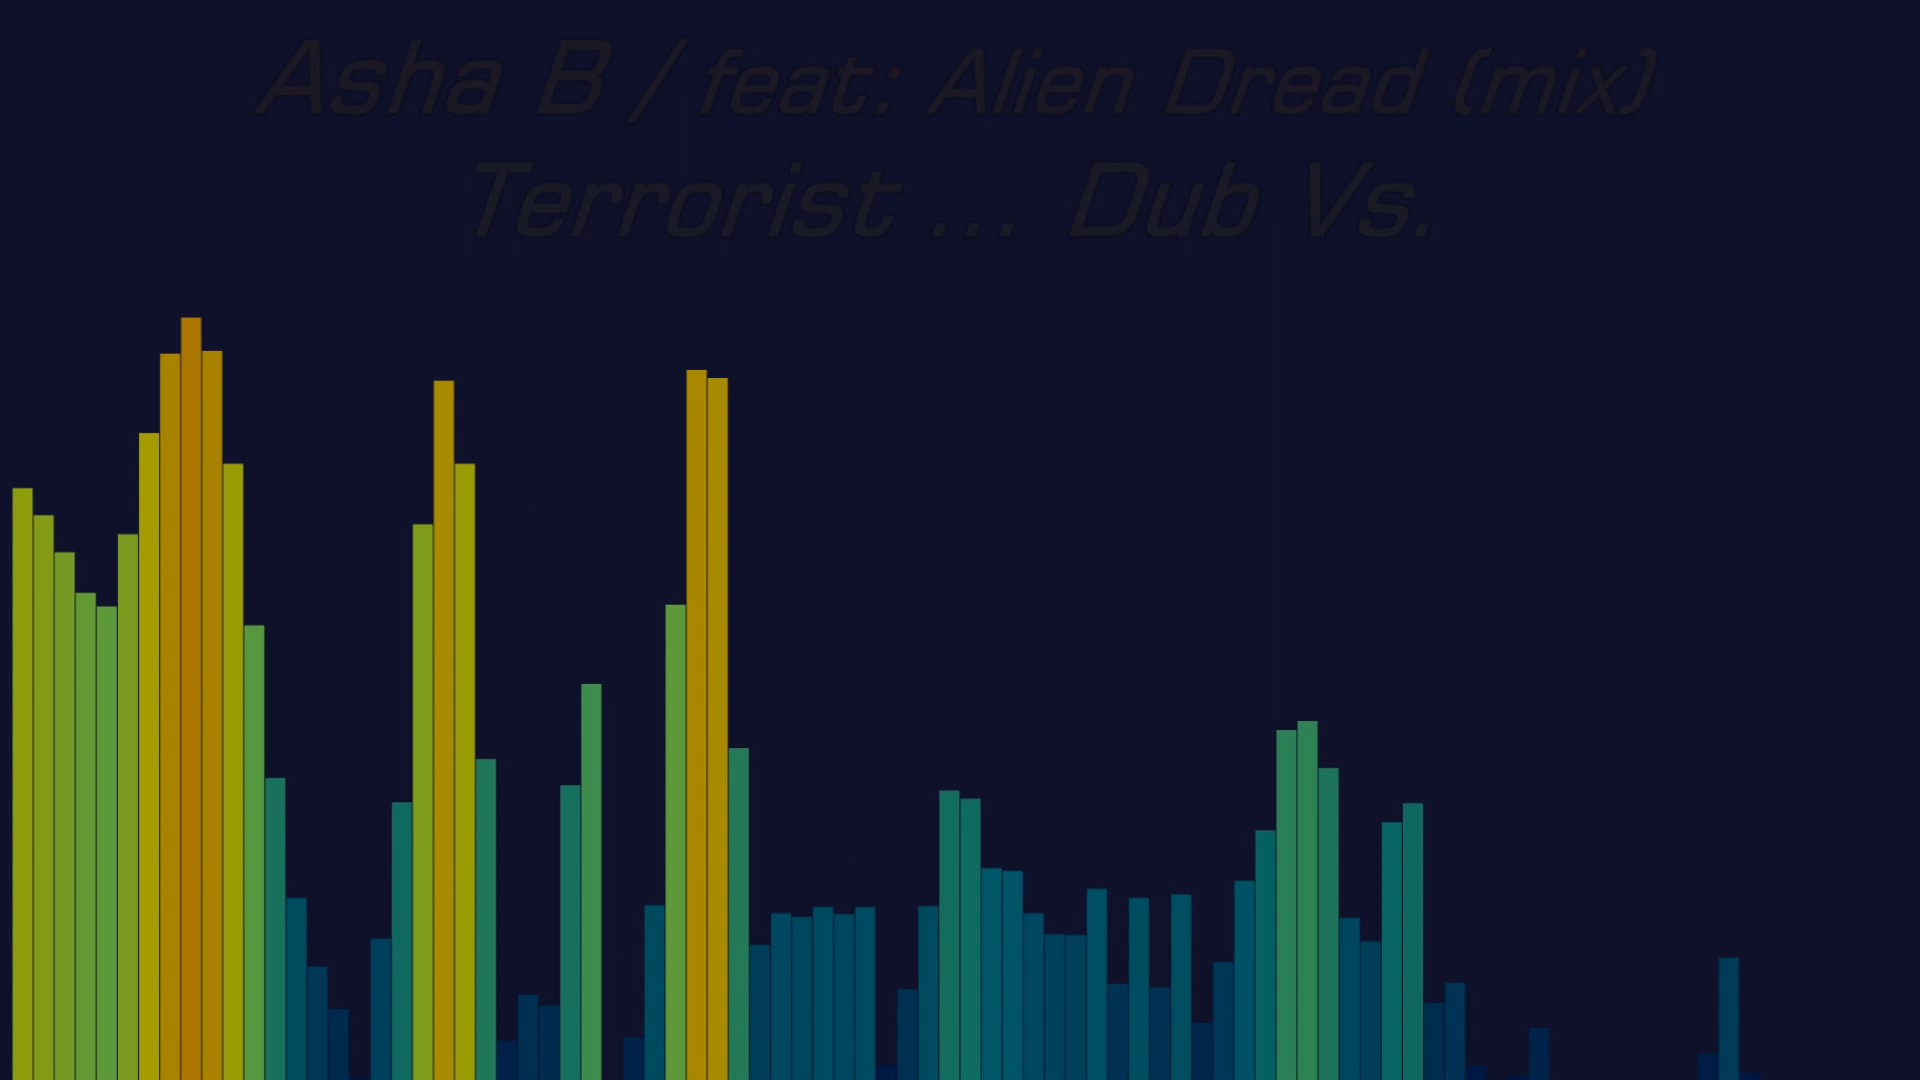 Asha B / feat: Alien Dread (mix)
Terrorist ... Dub Vs.